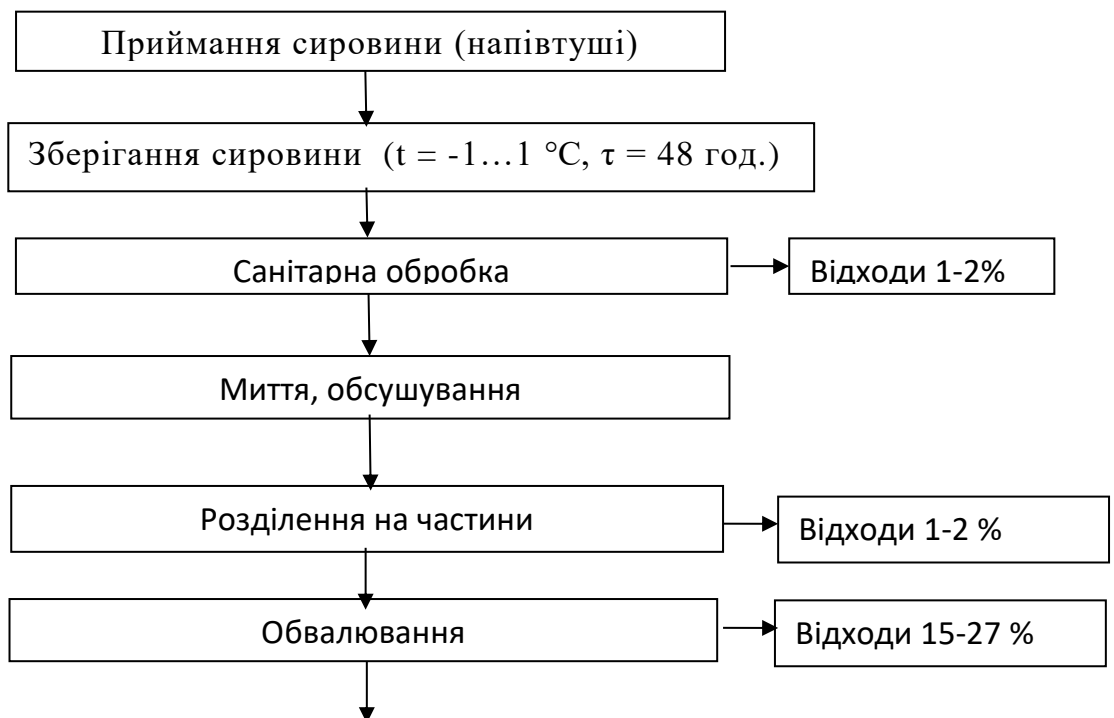 Приймання сировини (напівтуші)
Зберігання сировини (t = -1…1 °C, τ = 48 год.)
Санітарна обробка
Відходи 1-2%
Миття, обсушування
Розділення на частини
Відходи 1-2 %
Обвалювання
Відходи 15-27 %